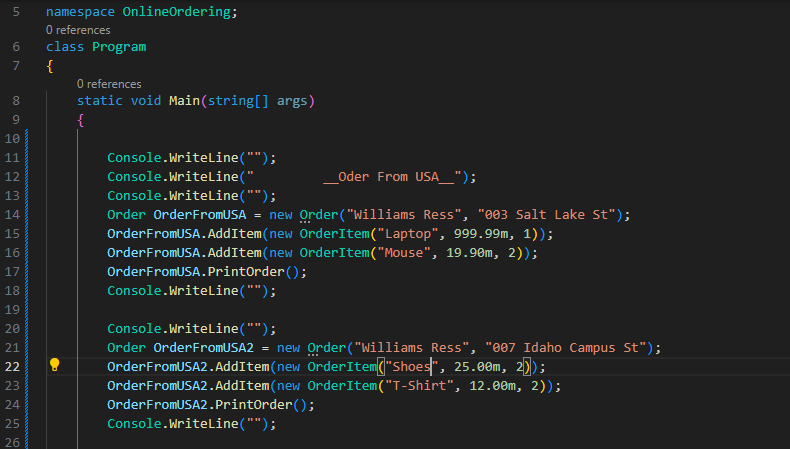 5 namespace OnlineOrdering;
0 references
6 class Program
7 {
0 references
8 static void Main(string[] args)
9 {
10
11 Console.WriteLine("");
12 Console.WriteLine("         __Oder From USA__");
13 Console.WriteLine("");
14 Order OrderFromUSA = new Order("Williams Ress", "003 Salt Lake St");
15 OrderFromUSA.AddItem(new OrderItem("Laptop", 999.99m, 1));
16 OrderFromUSA.AddItem(new OrderItem("Mouse", 19.90m, 2));
17 OrderFromUSA.PrintOrder();
18 Console.WriteLine("");
19
20 Console.WriteLine("");
21 Order OrderFromUSA2 = new Order("Williams Ress", "007 Idaho Campus St");
22 OrderFromUSA2.AddItem(new OrderItem("Shoes", 25.00m, 2));
23 OrderFromUSA2.AddItem(new OrderItem("T-Shirt", 12.00m, 2));
24 OrderFromUSA2.PrintOrder();
25 Console.WriteLine("");
26